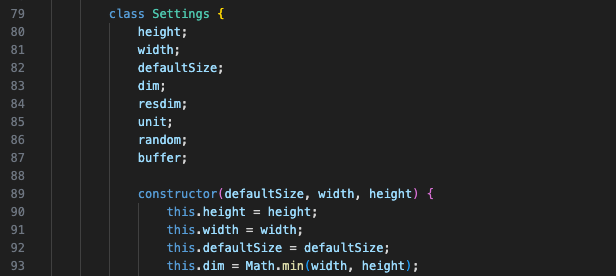 79 class Settings {
80 height;
81 width;
82 defaultSize;
83 dim;
84 resdim;
85 unit;
86 random;
87 buffer;
88
89 constructor(defaultSize, width, height) {
90 this.height = height;
91 this.width = width;
92 this.defaultSize = defaultSize;
93 this.dim = Math.min(width, height);